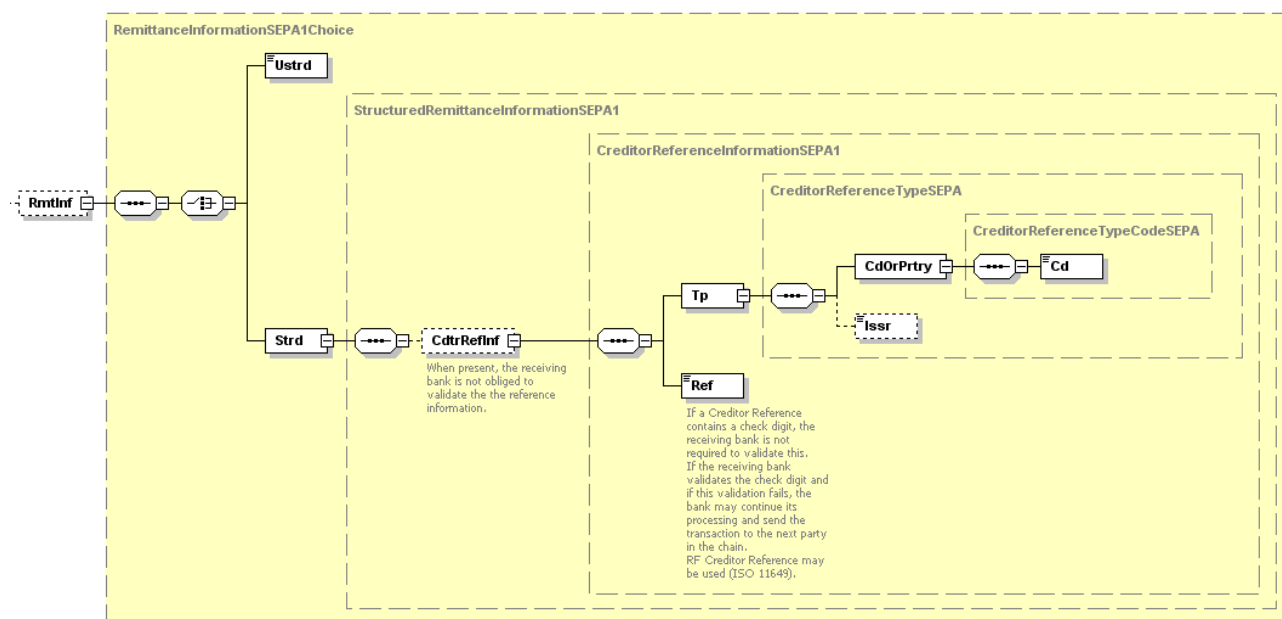 RemittanceInformationSEPA1Choice
Ustrd
StructuredRemittanceInformationSEPA1
CreditorReferenceInformationSEPA1
CreditorReferenceTypeSEPA
RmtInf
CreditorReferenceTypeCodeSEPA
CdOrPrtry
Cd
Tp
Issr
Strd
CdtrRefInf
When present, the receiving
bank is not obliged to
validate the the reference
information.
Ref
If a Creditor Reference
contains a check digit, the
receiving bank is not
required to validate this.
If the receiving bank
validates the check digit and
if this validation fails, the
bank may continue its
processing and send the
transaction to the next party
in the chain.
RF Creditor Reference may
be used (ISO 11649).